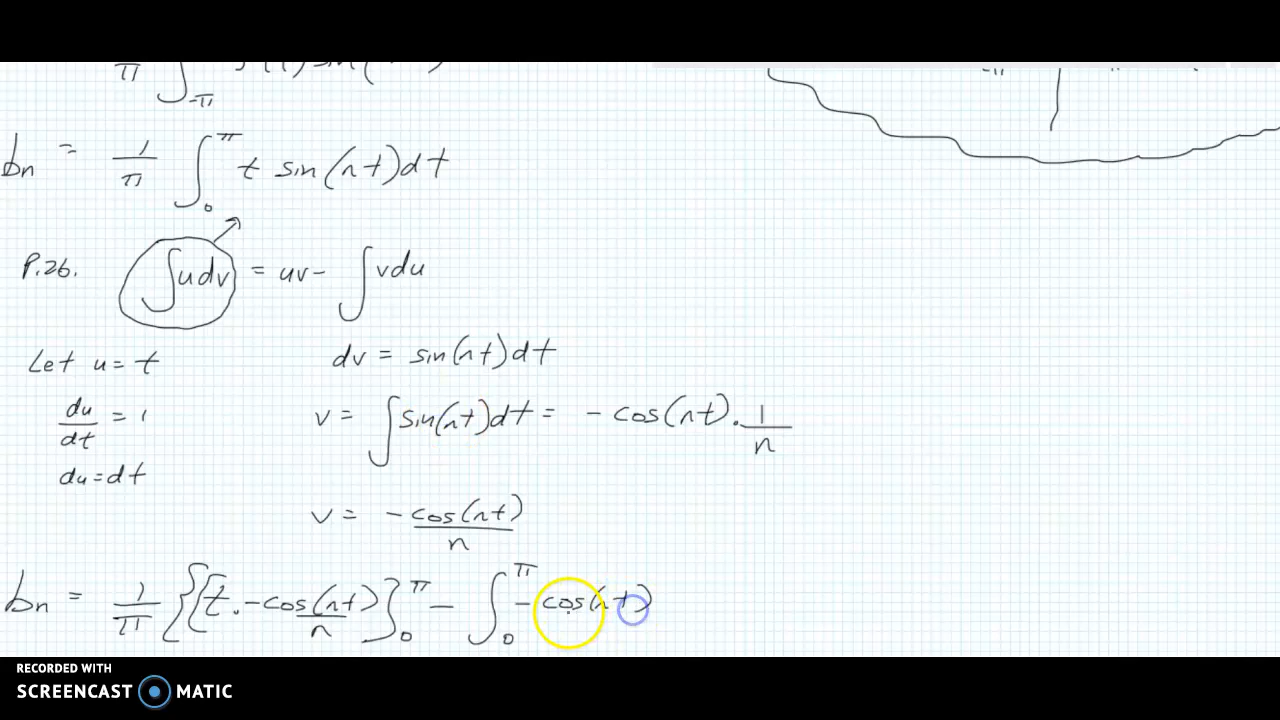 π ∫ -π
-π
bn = 1/π ∫₀^π t sin(nt)dt
P.26. ∫udv = uv - ∫vdu
Let u = t dv = sin(nt)dt
du/dt = 1 v = ∫sin(nt)dt = -cos(nt).1/n
du = dt
v = -cos(nt)/n
bn = 1/π {{t.-cos(nt)/n}₀^π - ∫₀^π -cos(nt)
RECORDED WITH
SCREENCAST MATIC